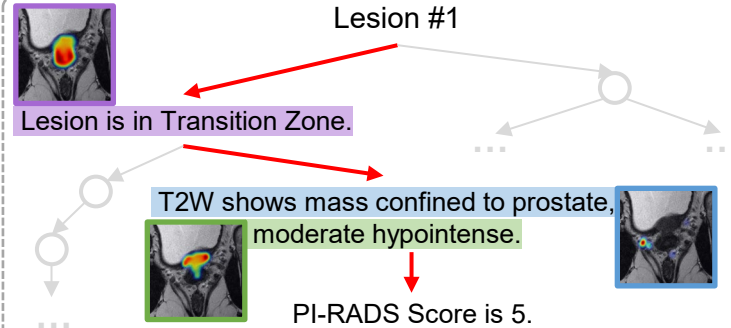 Lesion #1
Lesion is in Transition Zone.
...
..
T2W shows mass confined to prostate,
moderate hypointense.
PI-RADS Score is 5.
...